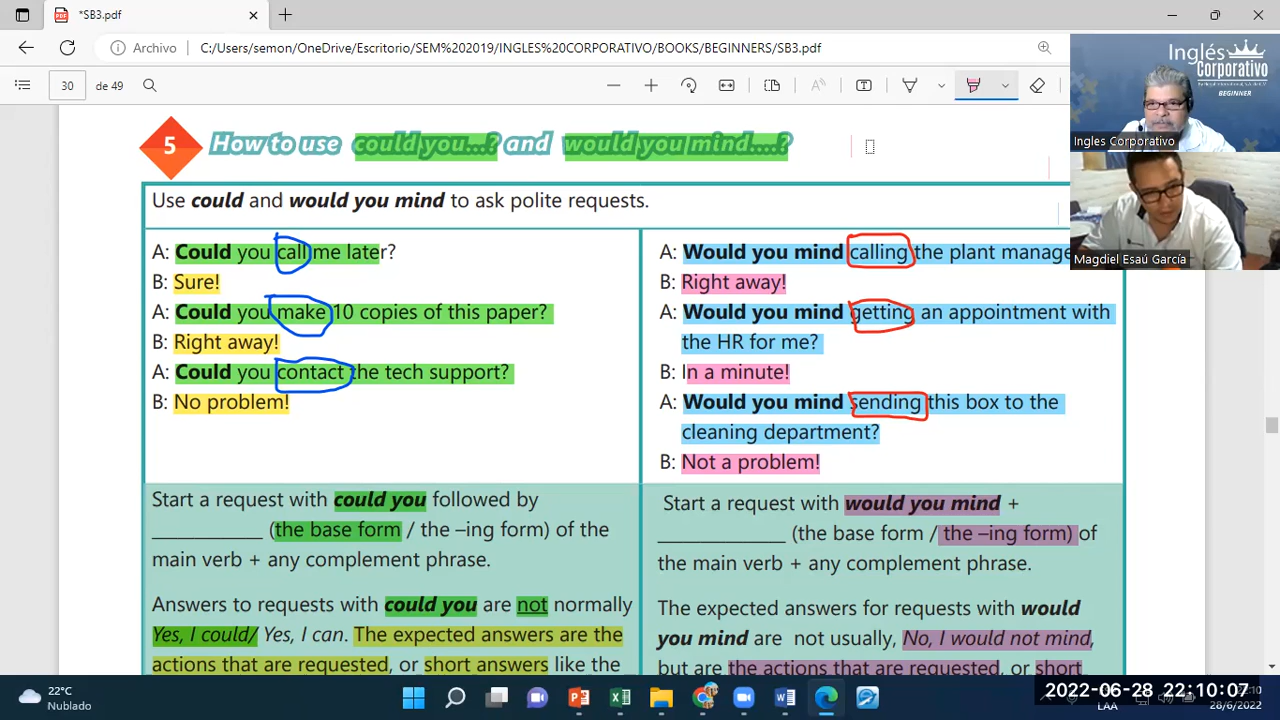 *SB3.pdf
Archivo
C:/Users/semon/OneDrive/Escritorio/SEM%202019/INGLES%20CORPORATIVO/BOOKS/BEGINNERS/SB3.pdf
30
de 49
Inglés
Corporativo
BEGINNER
Ingles Corporativo
Magdiel Esaú García
5
How to use could you...? and would you mind....?
Use could and would you mind to ask polite requests.
A: Could you call me later?
B: Sure!
A: Could you make 10 copies of this paper?
B: Right away!
A: Could you contact the tech support?
B: No problem!
A: Would you mind calling the plant manage
B: Right away!
A: Would you mind getting an appointment with
the HR for me?
B: In a minute!
A: Would you mind sending this box to the
cleaning department?
B: Not a problem!
Start a request with could you followed by
___________ (the base form / the –ing form) of the
main verb + any complement phrase.
Answers to requests with could you are not normally
Yes, I could/ Yes, I can. The expected answers are the
actions that are requested, or short answers like the
Start a request with would you mind +
_____________ (the base form / the –ing form) of
the main verb + any complement phrase.
The expected answers for requests with would
you mind are not usually, No, I would not mind,
but are the actions that are requested, or short
22°C
Nublado
2022-06-28 22:10:07
LAA
28/6/2022